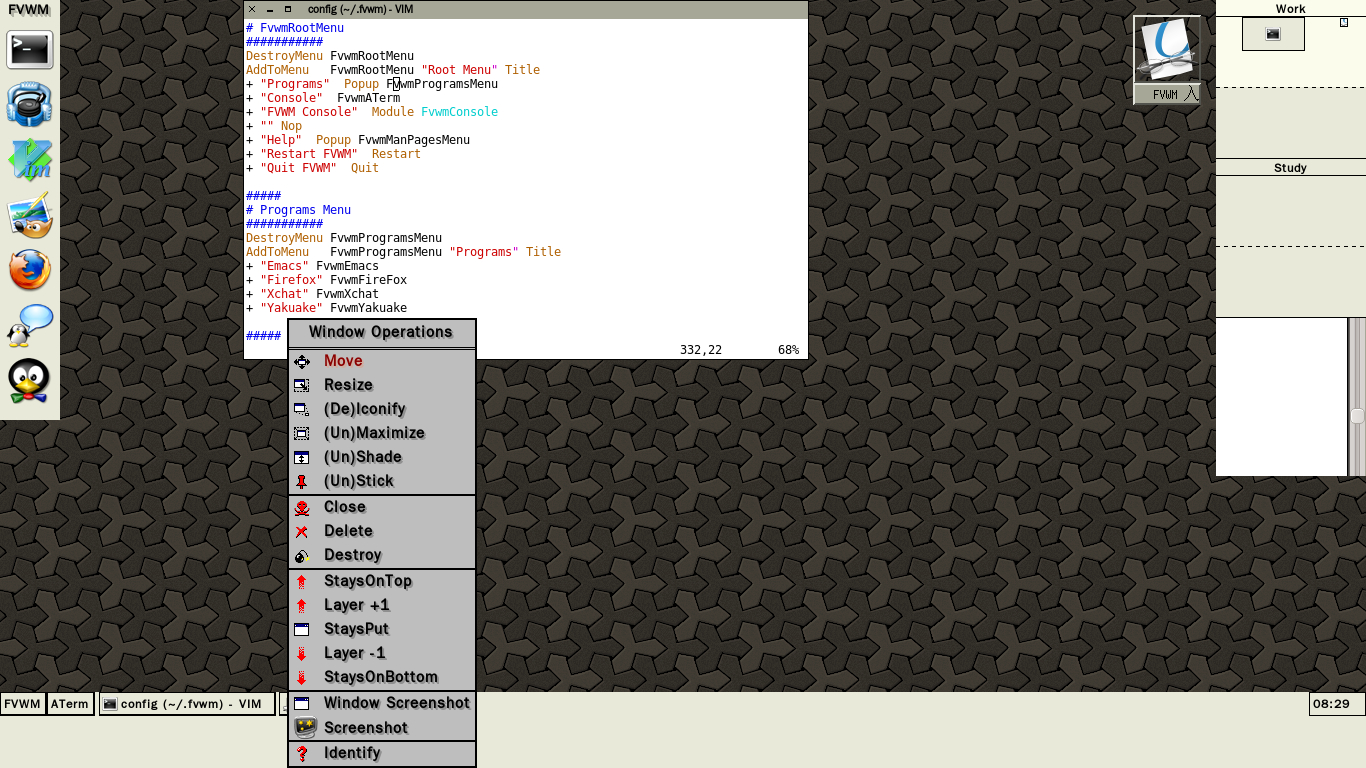 FVWM
config (~/.fvwm) - VIM
# FvwmRootMenu
###########
DestroyMenu FvwmRootMenu
AddToMenu   FvwmRootMenu "Root Menu" Title
+ "Programs"  Popup FvwmProgramsMenu
+ "Console"  FvwmATerm
+ "FVWM Console"  Module FvwmConsole
+ "" Nop
+ "Help"  Popup FvwmManPagesMenu
+ "Restart FVWM"  Restart
+ "Quit FVWM"  Quit
#####
# Programs Menu
###########
DestroyMenu FvwmProgramsMenu
AddToMenu   FvwmProgramsMenu "Programs" Title
+ "Emacs" FvwmEmacs
+ "Firefox" FvwmFireFox
+ "Xchat" FvwmXchat
+ "Yakuake" FvwmYakuake
#####
332,22        68%
Window Operations
Move
Resize
(De)Iconify
(Un)Maximize
(Un)Shade
(Un)Stick
Close
Delete
Destroy
StaysOnTop
Layer +1
StaysPut
Layer -1
StaysOnBottom
Window Screenshot
Screenshot
Identify
>_
Vim
FVWM 入
Work
Study
FVWM
ATerm
config (~/.fvwm) - VIM
08:29